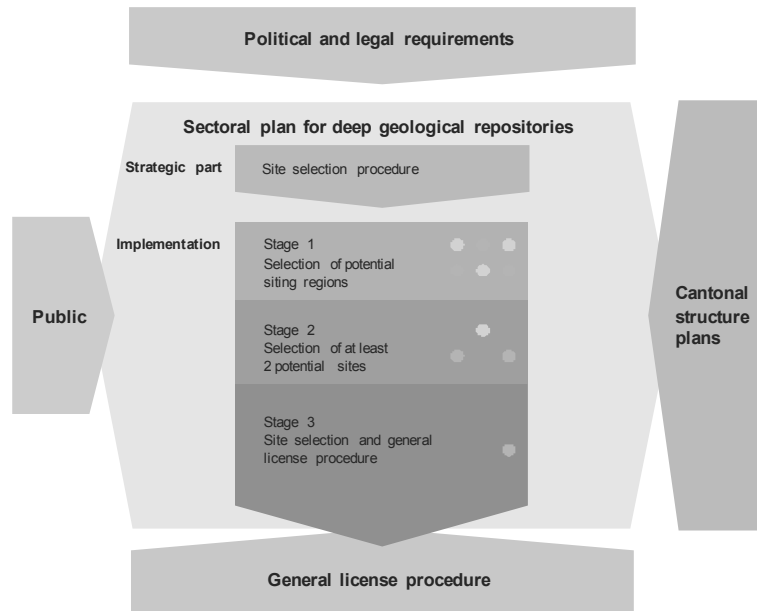 Political and legal requirements
Sectoral plan for deep geological repositories
Strategic part
Site selection procedure
Implementation
Stage 1
Selection of potential
siting regions
Stage 2
Selection of at least
2 potential sites
Stage 3
Site selection and general
license procedure
Public
Cantonal
structure
plans
General license procedure